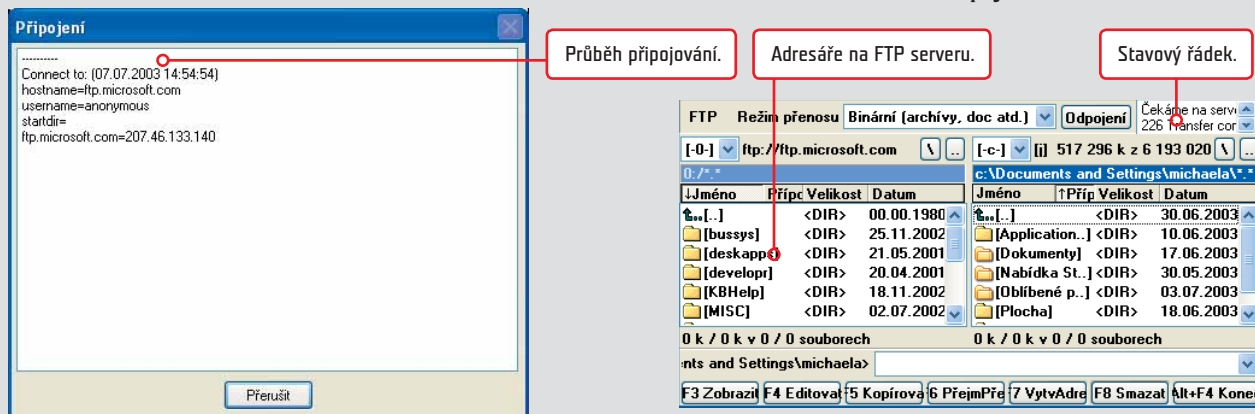 Připojení
----------
Connect to: (07.07.2003 14:54:54)
hostname=ftp.microsoft.com
username=anonymous
startdir=
ftp.microsoft.com=207.46.133.140
Přerušit
Průběh připojování.
Adresáře na FTP serveru.
Stavový řádek.
FTP Režim přenosu Binární (archívy, doc atd.) Odpojení
Čekáme na serv
226 Transfer cor
[-0-] ftp://ftp.microsoft.com \ ..
0:/*.*
↓Jméno Přípo Velikost Datum
[..] <DIR> 00.00.1980
[bussys] <DIR> 25.11.2002
[deskapps] <DIR> 21.05.2001
[developr] <DIR> 20.04.2001
[KBHelp] <DIR> 18.11.2002
[MISC] <DIR> 02.07.2002
0 k / 0 k v 0 / 0 souborech
[-c-] [i] 517 296 k z 6 193 020 \ ..
c:\Documents and Settings\michaela\*.*
Jméno ↑Příp Velikost Datum
[..] <DIR> 30.06.2003
[Application..] <DIR> 10.06.2003
[Dokumenty] <DIR> 17.06.2003
[Nabídka St..] <DIR> 30.05.2003
[Oblíbené p..] <DIR> 03.07.2003
[Plocha] <DIR> 18.06.2003
0 k / 0 k v 0 / 0 souborech
nts and Settings\michaela>
F3 Zobrazit F4 Editovat F5 Kopírova 6 PřejmPře F7 VytvAdre F8 Smazat Alt+F4 Kone